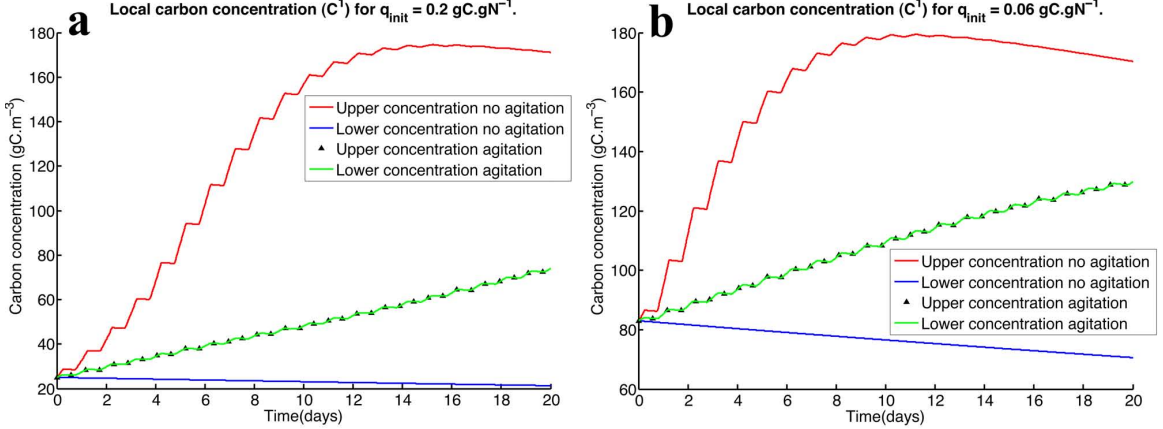 a
Local carbon concentration (C¹) for q_init = 0.2 gC.gN⁻¹.
Carbon concentration (gC.m⁻³)
180
160
140
120
100
80
60
40
20
Upper concentration no agitation
Lower concentration no agitation
Upper concentration agitation
Lower concentration agitation
0 2 4 6 8 10 12 14 16 18 20
Time(days)
b
Local carbon concentration (C¹) for q_init = 0.06 gC.gN⁻¹.
Carbon concentration (gC.m⁻³)
180
160
140
120
100
80
60
Upper concentration no agitation
Lower concentration no agitation
Upper concentration agitation
Lower concentration agitation
0 2 4 6 8 10 12 14 16 18 20
Time(days)